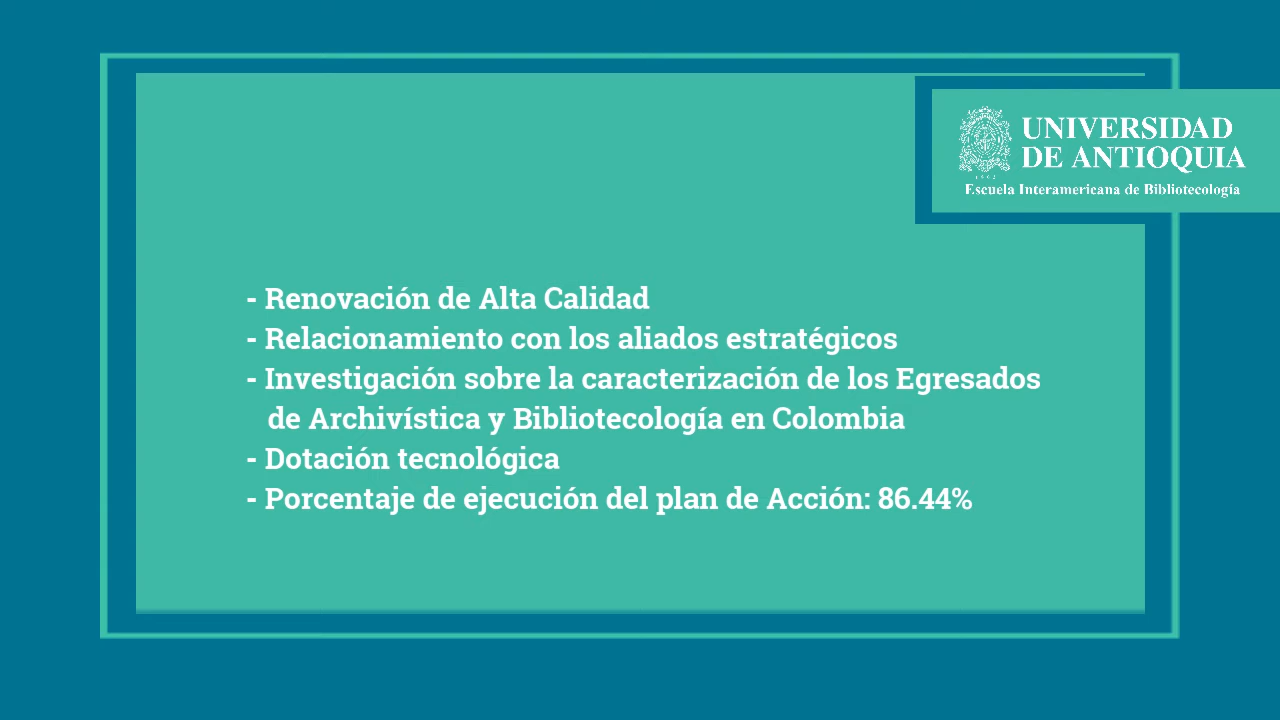 UNIVERSIDAD
DE ANTIOQUIA
1803
Escuela Interamericana de Bibliotecología
- Renovación de Alta Calidad
- Relacionamiento con los aliados estratégicos
- Investigación sobre la caracterización de los Egresados
de Archivística y Bibliotecología en Colombia
- Dotación tecnológica
- Porcentaje de ejecución del plan de Acción: 86.44%